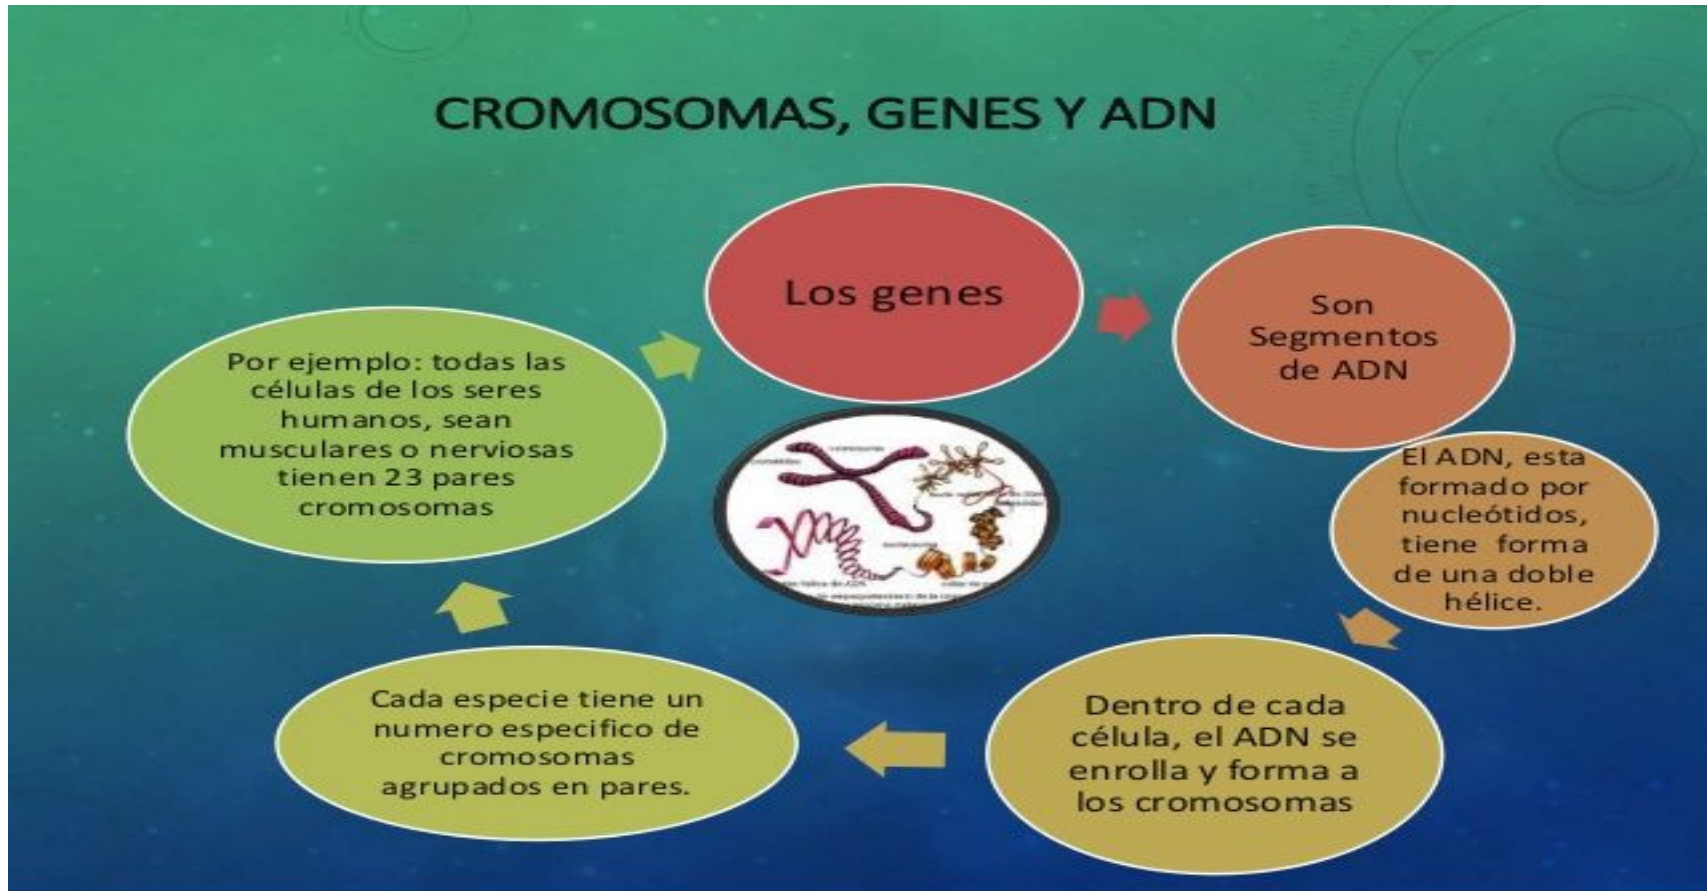 CROMOSOMAS, GENES Y ADN
Los genes
Son
Segmentos
de ADN
El ADN, esta
formado por
nucleótidos,
tiene forma
de una doble
hélice.
Dentro de cada
célula, el ADN se
enrolla y forma a
los cromosomas
Cada especie tiene un
numero especifico de
cromosomas
agrupados en pares.
Por ejemplo: todas las
células de los seres
humanos, sean
musculares o nerviosas
tienen 23 pares
cromosomas